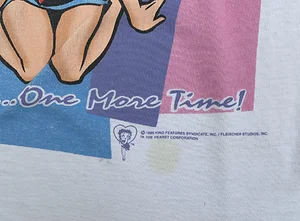 ...One More Time!
KING FEATURES SYNDICATE, INC. / FLEISCHER STUDIOS, INC.
HEARST CORPORATION